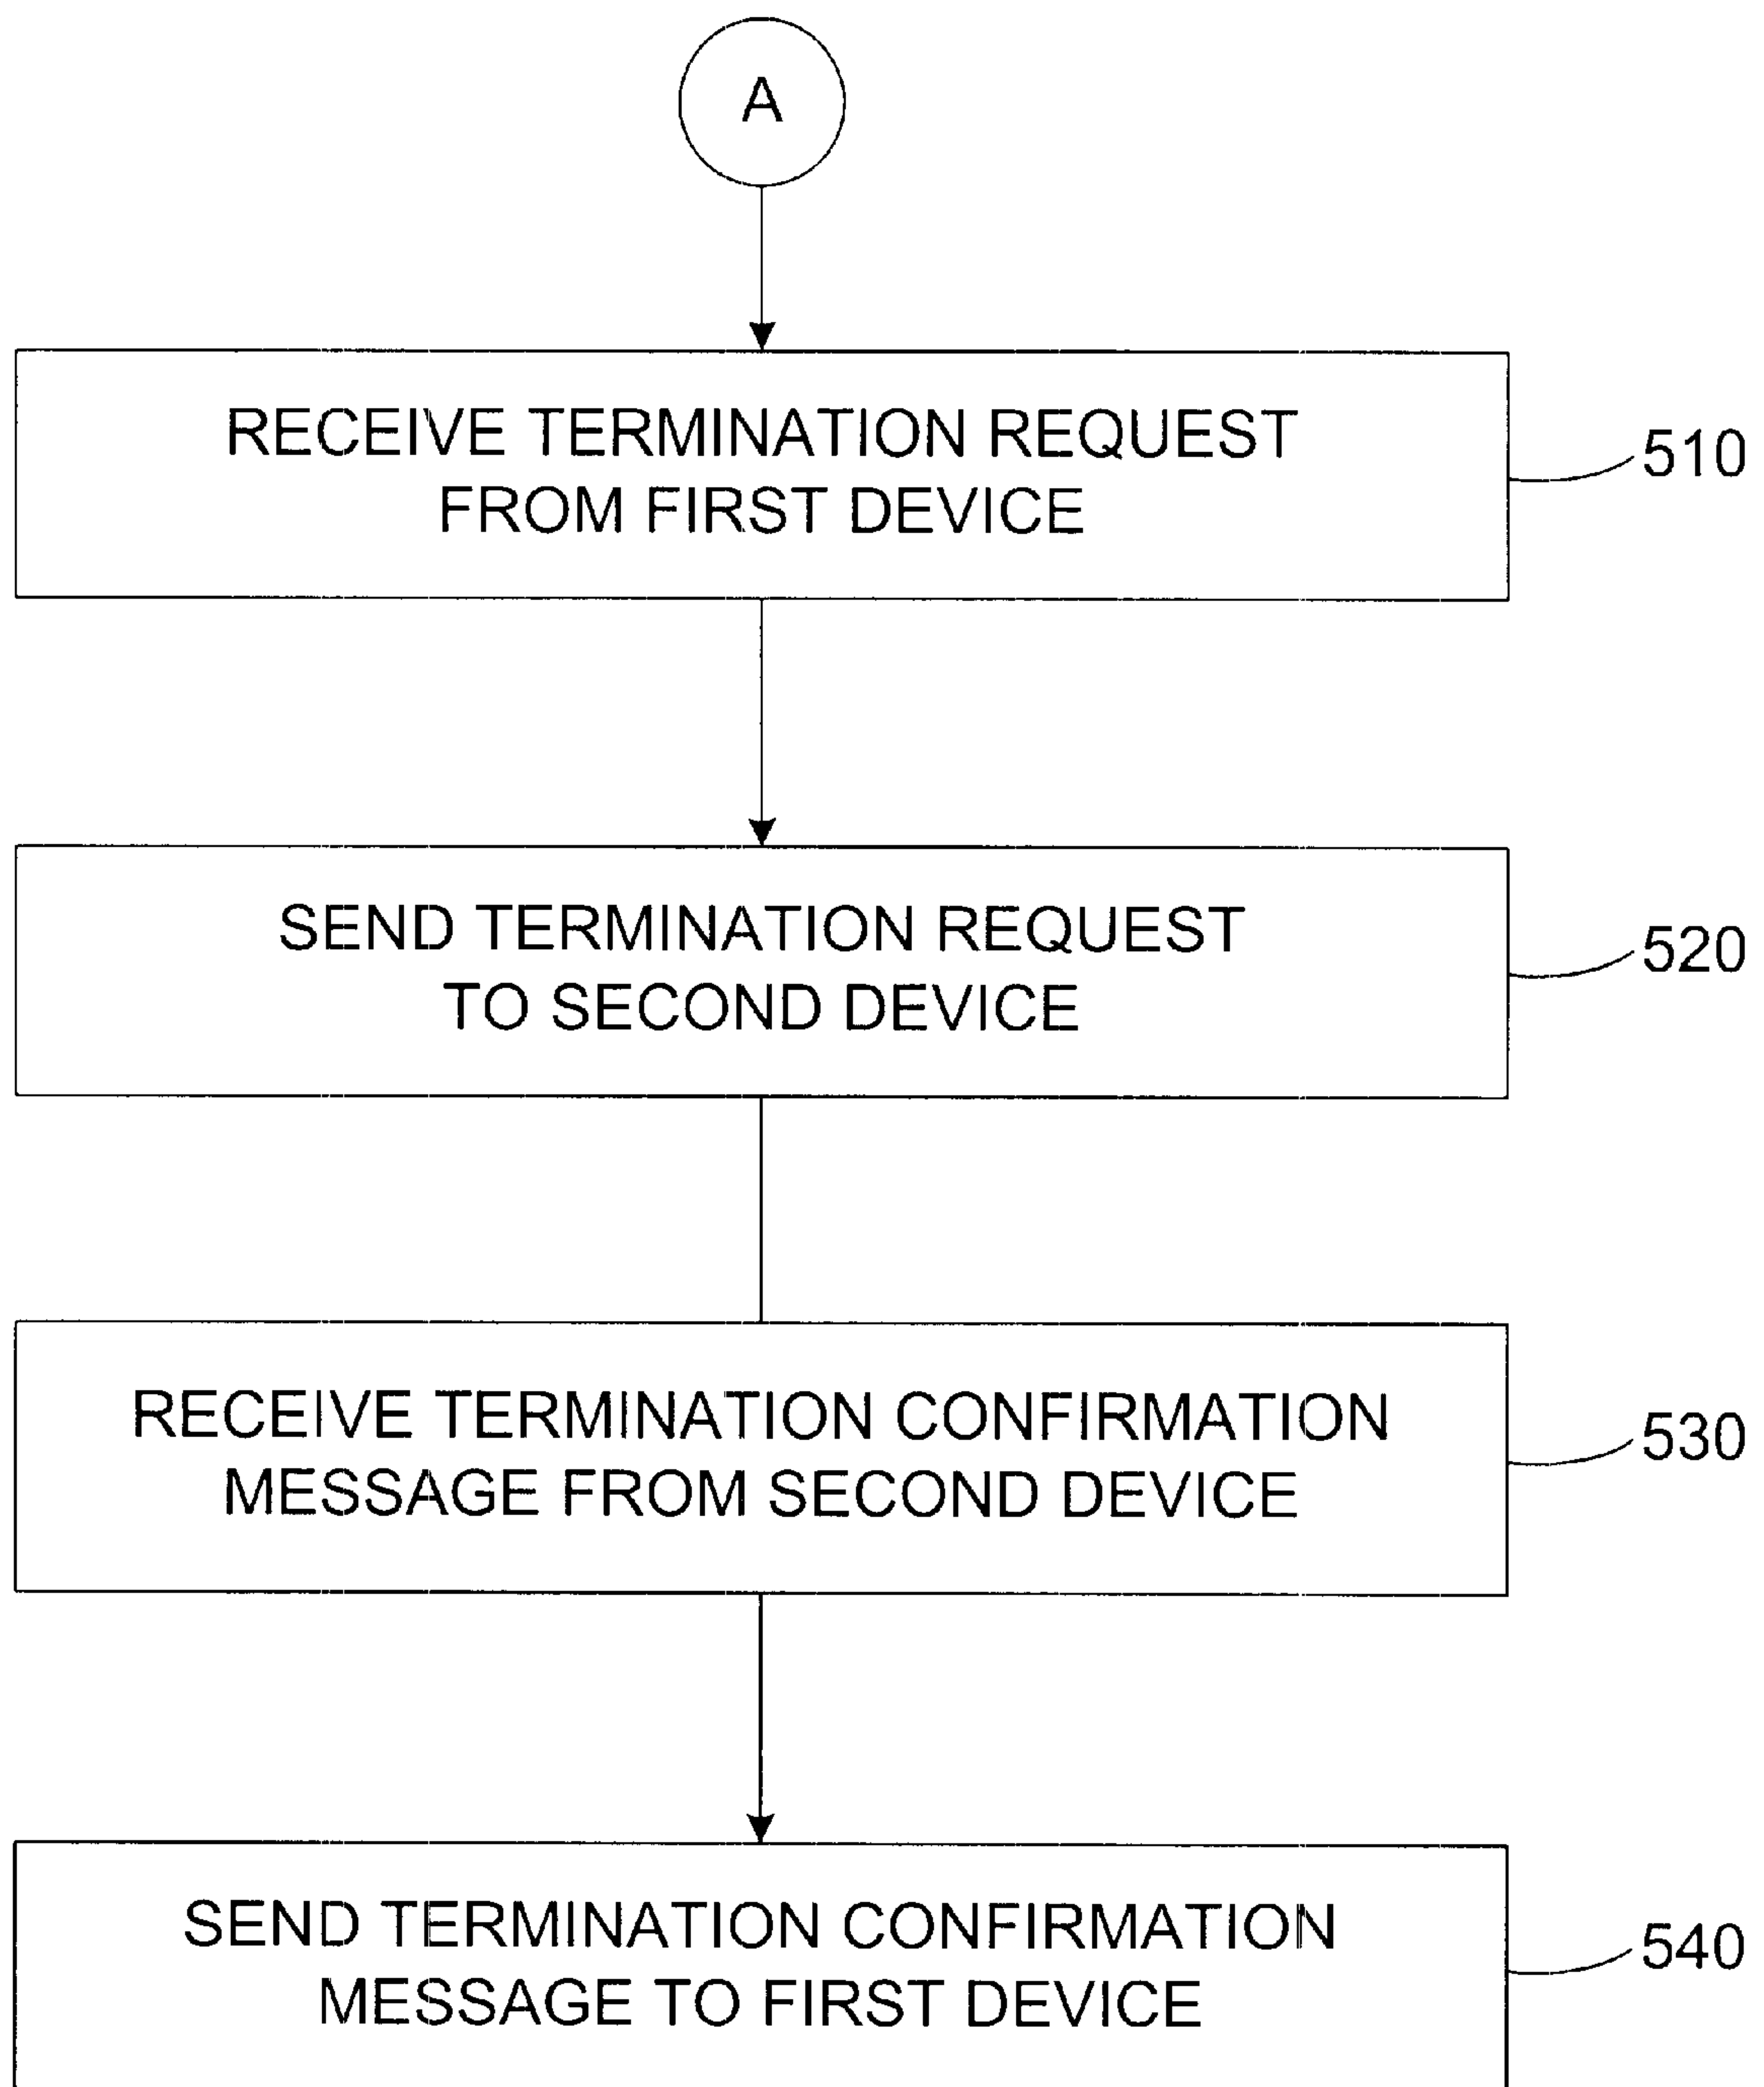 A
RECEIVE TERMINATION REQUEST
FROM FIRST DEVICE
510
SEND TERMINATION REQUEST
TO SECOND DEVICE
520
RECEIVE TERMINATION CONFIRMATION
MESSAGE FROM SECOND DEVICE
530
SEND TERMINATION CONFIRMATION
MESSAGE TO FIRST DEVICE
540